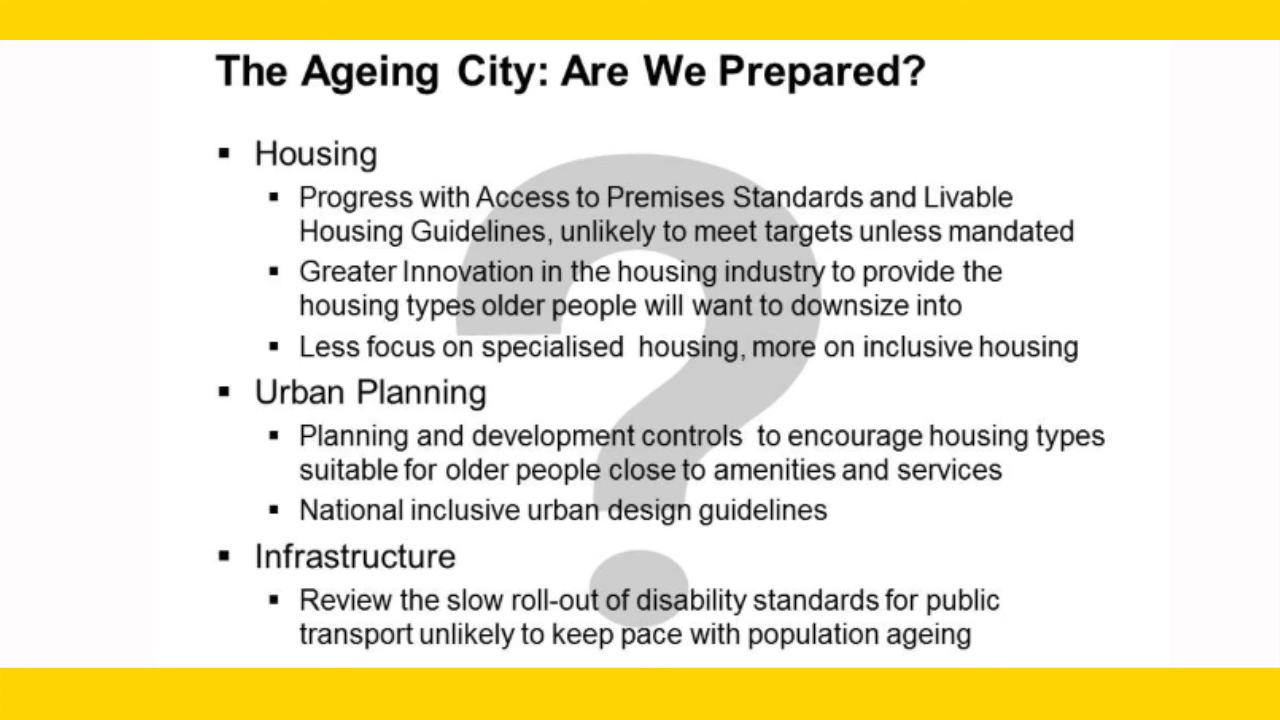 The Ageing City: Are We Prepared?
▪ Housing
▪ Progress with Access to Premises Standards and Livable
Housing Guidelines, unlikely to meet targets unless mandated
▪ Greater Innovation in the housing industry to provide the
housing types older people will want to downsize into
▪ Less focus on specialised housing, more on inclusive housing
▪ Urban Planning
▪ Planning and development controls to encourage housing types
suitable for older people close to amenities and services
▪ National inclusive urban design guidelines
▪ Infrastructure
▪ Review the slow roll-out of disability standards for public
transport unlikely to keep pace with population ageing